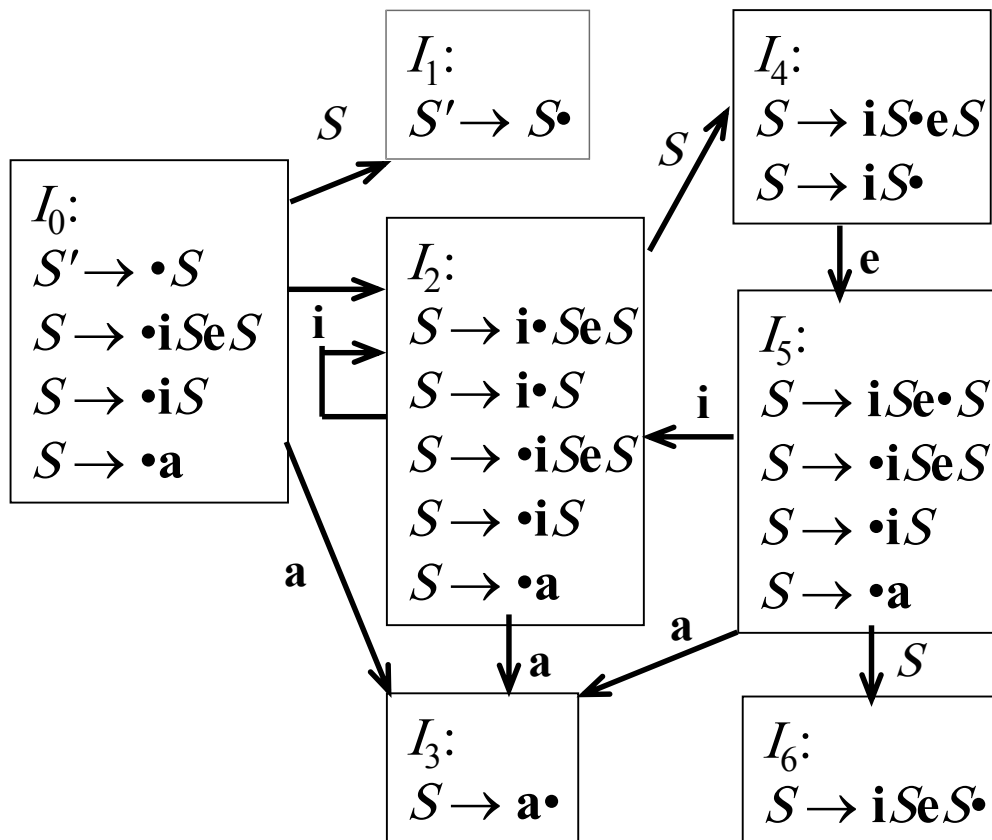 I₀:
S′ → •S
S → •iSeS
S → •iS
S → •a
S
I₁:
S′ → S•
i
I₂:
S → i•SeS
S → i•S
S → •iSeS
S → •iS
S → •a
a
a
I₃:
S → a•
S
I₄:
S → iS•eS
S → iS•
e
i
I₅:
S → iSe•S
S → •iSeS
S → •iS
S → •a
a
S
I₆:
S → iSeS•